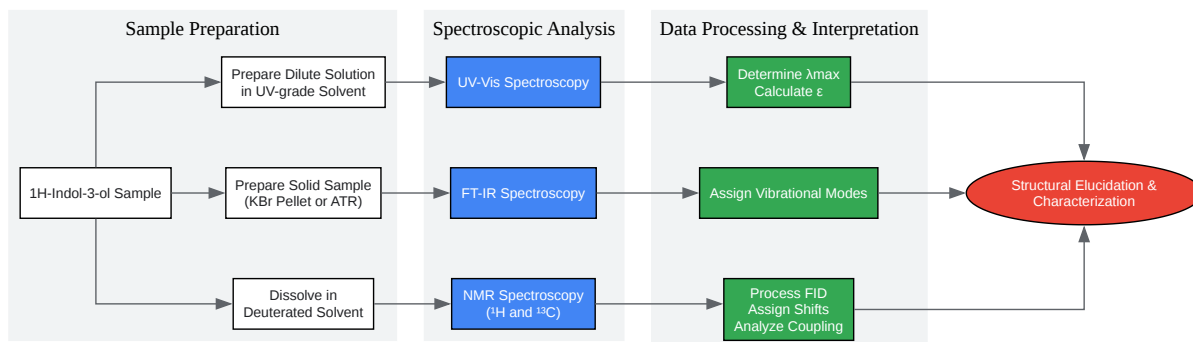 Sample Preparation
Spectroscopic Analysis
Data Processing & Interpretation
Prepare Dilute Solution
in UV-grade Solvent
UV-Vis Spectroscopy
Determine λmax
Calculate ε
1H-Indol-3-ol Sample
Prepare Solid Sample
(KBr Pellet or ATR)
FT-IR Spectroscopy
Assign Vibrational Modes
Structural Elucidation &
Characterization
Dissolve in
Deuterated Solvent
NMR Spectroscopy
(¹H and ¹³C)
Process FID
Assign Shifts
Analyze Coupling